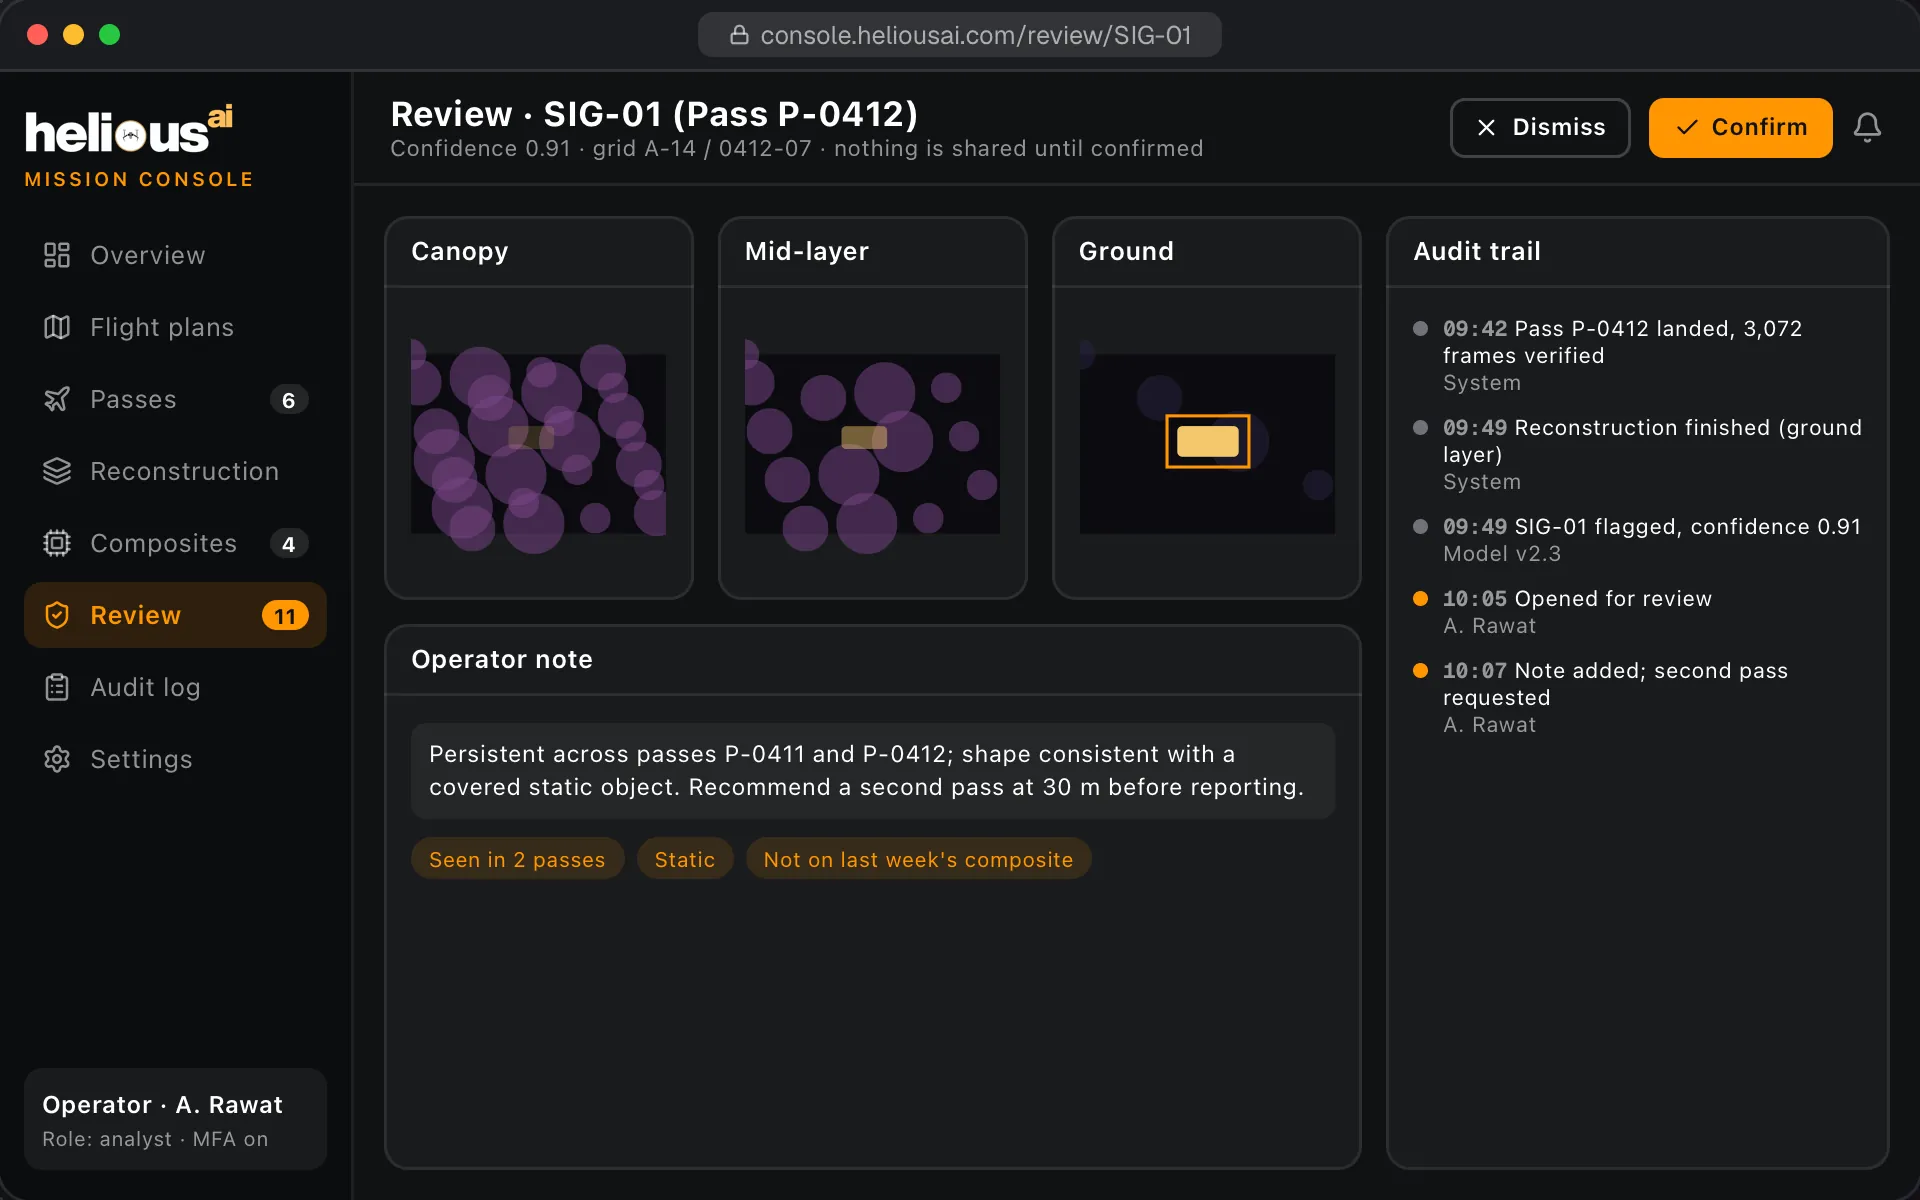 console.heliousai.com/review/SIG-01
heliousai
MISSION CONSOLE
Overview
Flight plans
Passes 6
Reconstruction
Composites 4
Review 11
Audit log
Settings
Operator · A. Rawat
Role: analyst · MFA on
Review · SIG-01 (Pass P-0412)
Confidence 0.91 · grid A-14 / 0412-07 · nothing is shared until confirmed
Dismiss
Confirm
Canopy
Mid-layer
Ground
Operator note
Persistent across passes P-0411 and P-0412; shape consistent with a
covered static object. Recommend a second pass at 30 m before reporting.
Seen in 2 passes
Static
Not on last week's composite
Audit trail
09:42 Pass P-0412 landed, 3,072
frames verified
System
09:49 Reconstruction finished (ground
layer)
System
09:49 SIG-01 flagged, confidence 0.91
Model v2.3
10:05 Opened for review
A. Rawat
10:07 Note added; second pass
requested
A. Rawat